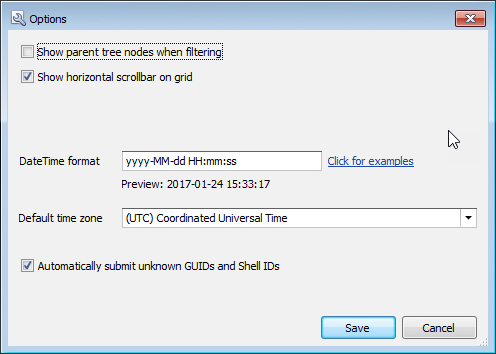 Options
Show parent tree nodes when filtering
Show horizontal scrollbar on grid
DateTime format yyyy-MM-dd HH:mm:ss Click for examples
Preview: 2017-01-24 15:33:17
Default time zone (UTC) Coordinated Universal Time
Automatically submit unknown GUIDs and Shell IDs
Save Cancel